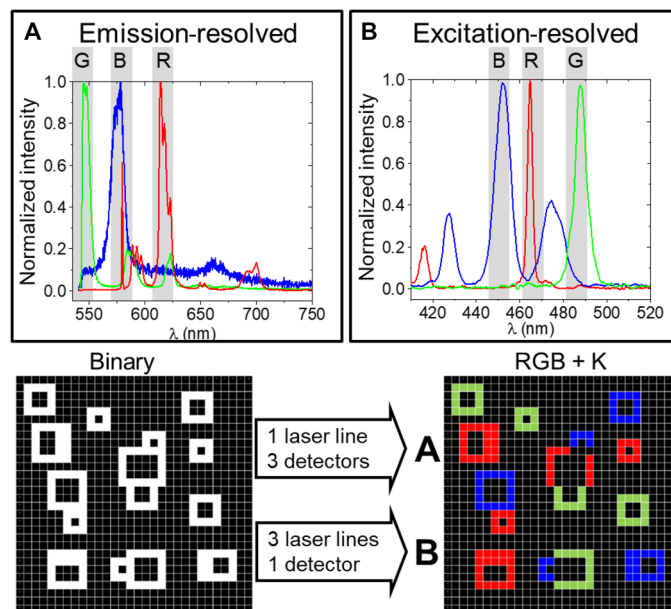 A Emission-resolved
G B R
Normalized intensity
1.0
0.8
0.6
0.4
0.2
0.0
550 600 650 700 750
λ (nm)
B Excitation-resolved
B R G
Normalized intensity
1.0
0.8
0.6
0.4
0.2
0.0
420 440 460 480 500 520
λ (nm)
Binary
1 laser line
3 detectors
3 laser lines
1 detector
RGB + K
A
B